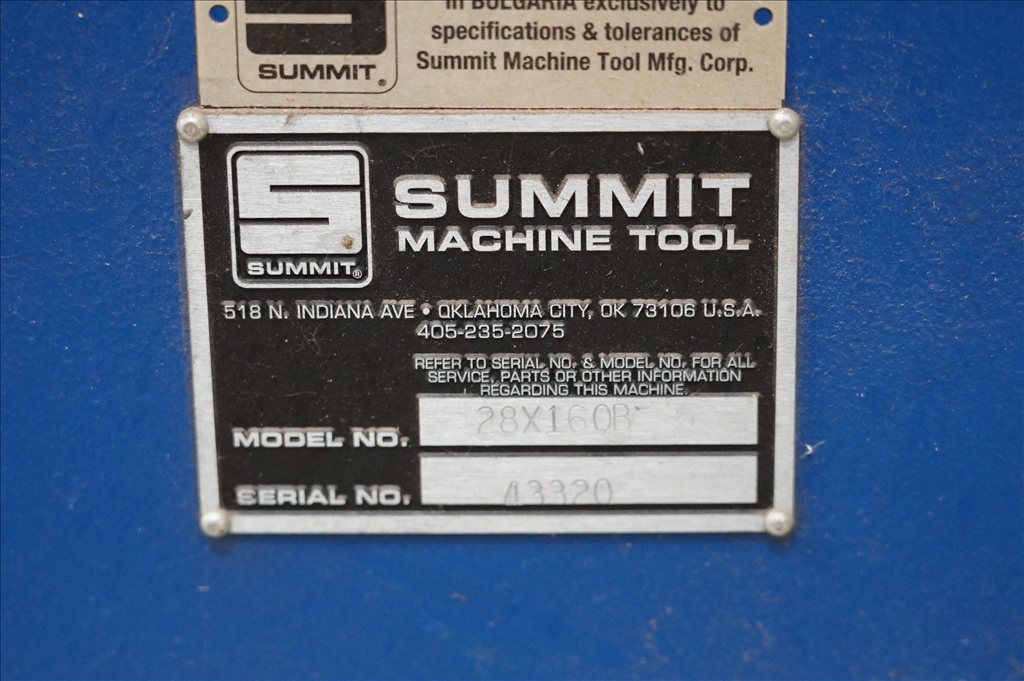 in BULGARIA exclusively to
specifications & tolerances of
Summit Machine Tool Mfg. Corp.
SUMMIT®
SUMMIT
MACHINE TOOL
SUMMIT®
518 N. INDIANA AVE • OKLAHOMA CITY, OK 73106 U.S.A.
405-235-2075
REFER TO SERIAL NO. & MODEL NO. FOR ALL
SERVICE, PARTS OR OTHER INFORMATION
REGARDING THIS MACHINE.
MODEL NO. 28X160B
SERIAL NO. 43320